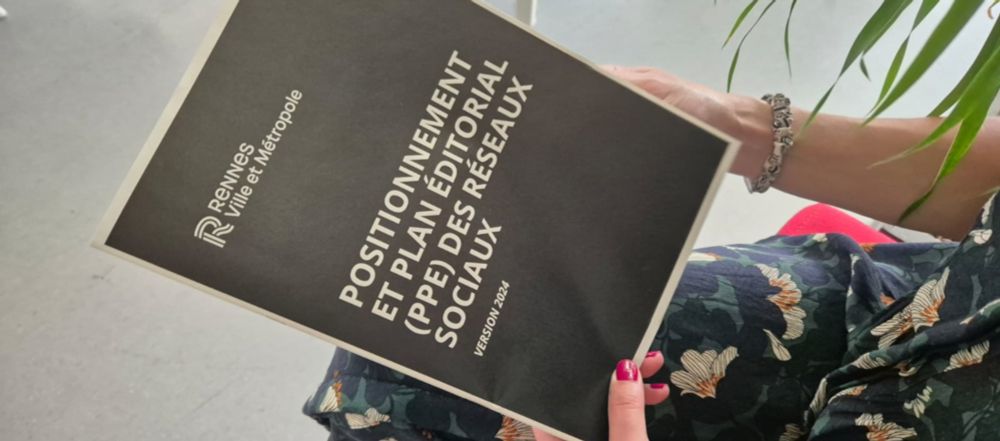 Rennes
Ville et Métropole
POSITIONNEMENT
ET PLAN ÉDITORIAL
(PPE) DES RÉSEAUX
SOCIAUX
VERSION 2024